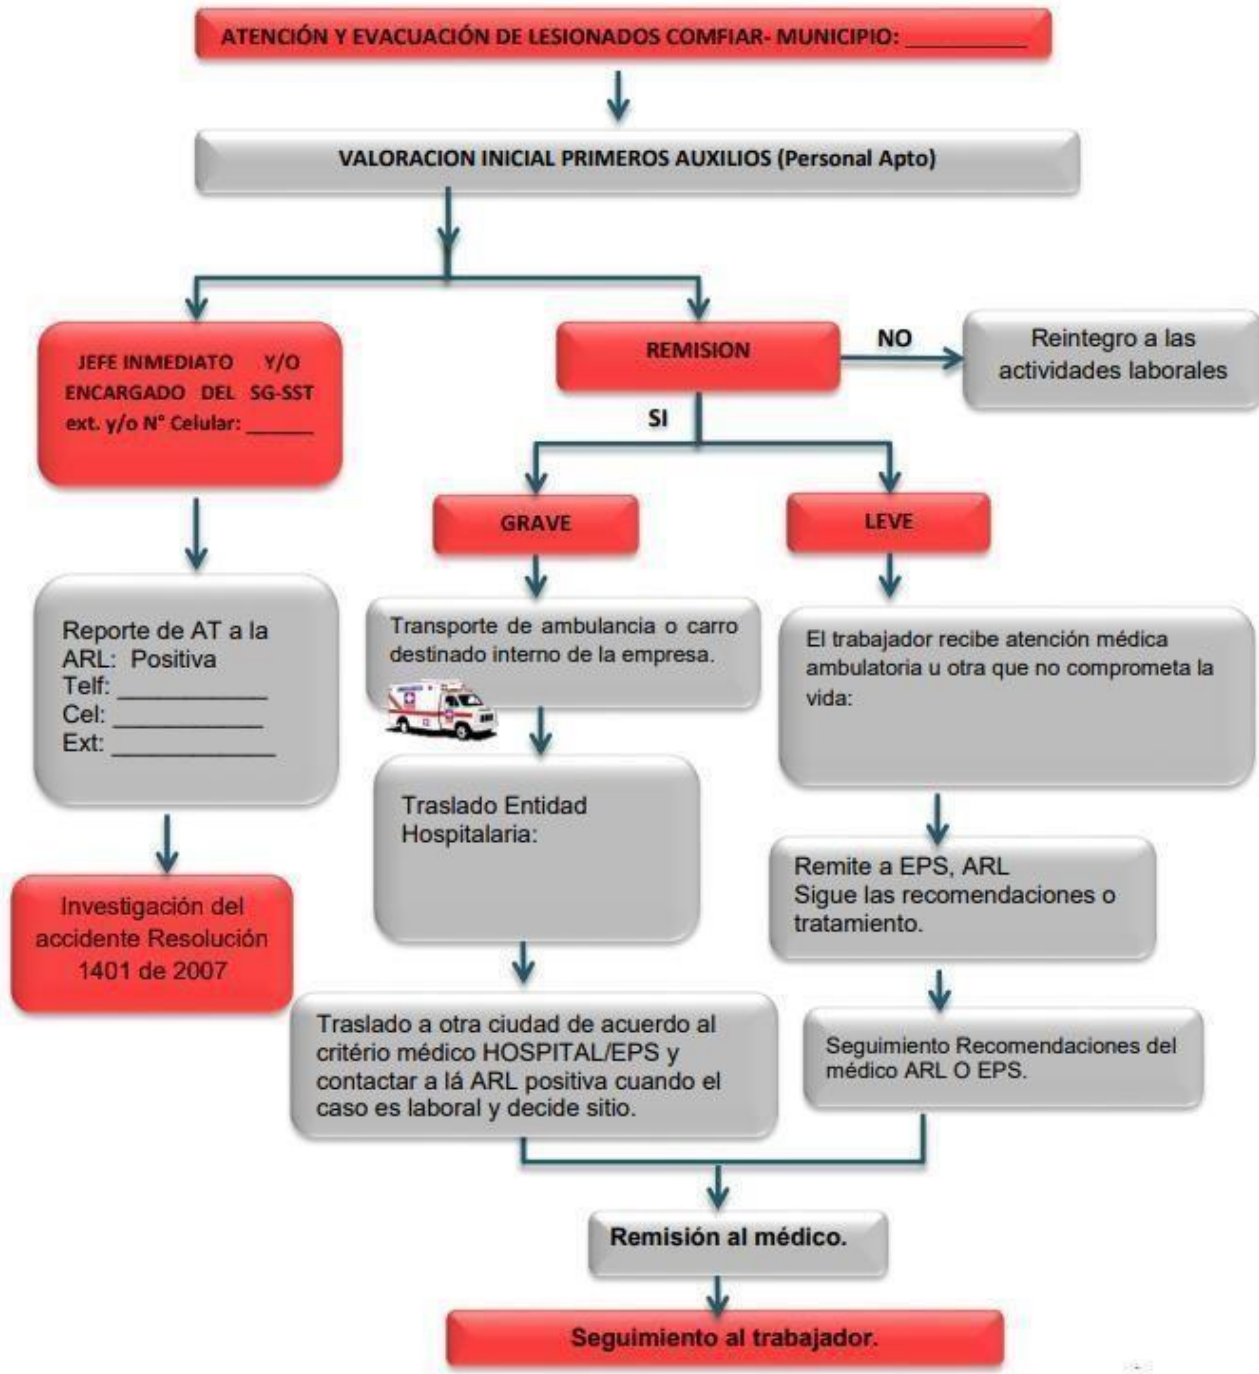 ATENCIÓN Y EVACUACIÓN DE LESIONADOS COMFIAR- MUNICIPIO: __________
VALORACION INICIAL PRIMEROS AUXILIOS (Personal Apto)
JEFE INMEDIATO Y/O
ENCARGADO DEL SG-SST
ext. y/o N° Celular: ______
REMISION
NO
Reintegro a las
actividades laborales
SI
GRAVE
LEVE
Reporte de AT a la
ARL: Positiva
Telf: ____________
Cel: ____________
Ext: _____________
Transporte de ambulancia o carro
destinado interno de la empresa.
El trabajador recibe atención médica
ambulatoria u otra que no comprometa la
vida:
Traslado Entidad
Hospitalaria:
Remite a EPS, ARL
Sigue las recomendaciones o
tratamiento.
Investigación del
accidente Resolución
1401 de 2007
Traslado a otra ciudad de acuerdo al
critério médico HOSPITAL/EPS y
contactar a lá ARL positiva cuando el
caso es laboral y decide sitio.
Seguimiento Recomendaciones del
médico ARL O EPS.
Remisión al médico.
Seguimiento al trabajador.